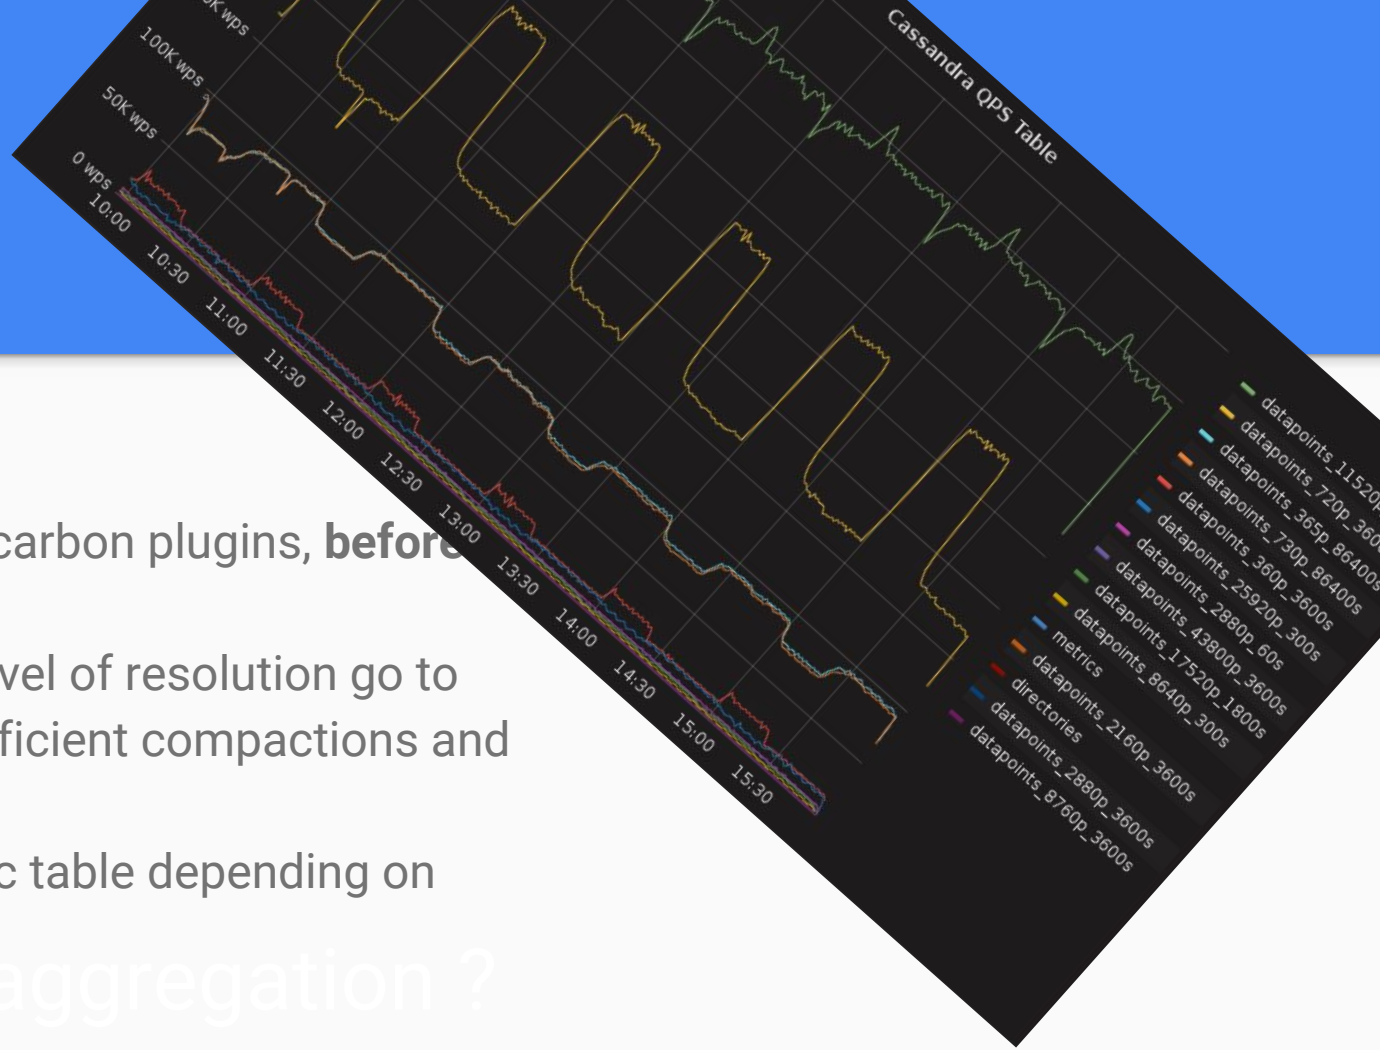 Cassandra QPS Table
100K wps
50K wps
0 wps
10:00
10:30
11:00
11:30
12:00
12:30
13:00
13:30
14:00
14:30
15:00
15:30
datapoints_11520p
datapoints_720p_360
datapoints_365p_86400s
datapoints_730p_86400s
datapoints_360p_3600s
datapoints_25920p_300s
datapoints_2880p_60s
datapoints_43800p_3600s
datapoints_17520p_1800s
datapoints_8640p_300s
metrics
datapoints_2160p_3600s
directories
datapoints_2880p_3600s
datapoints_8760p_3600s
carbon plugins, before
vel of resolution go to
ficient compactions and
c table depending on
aggregation ?